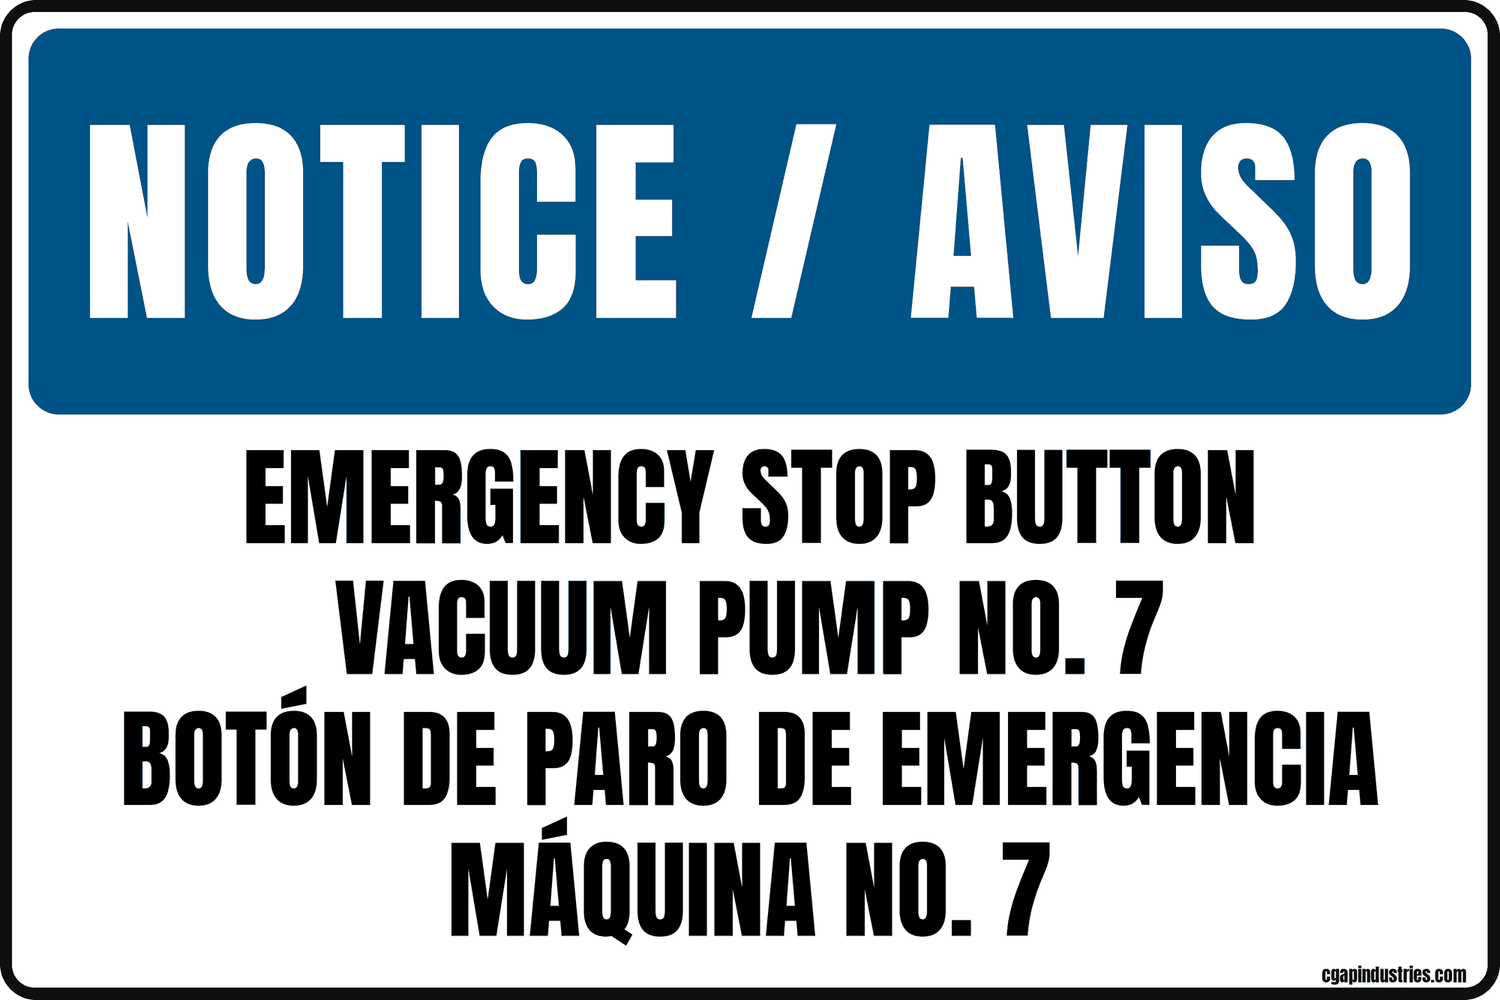 NOTICE / AVISO
EMERGENCY STOP BUTTON
VACUUM PUMP NO. 7
BOTÓN DE PARO DE EMERGENCIA
MÁQUINA NO. 7
cgapindustries.com